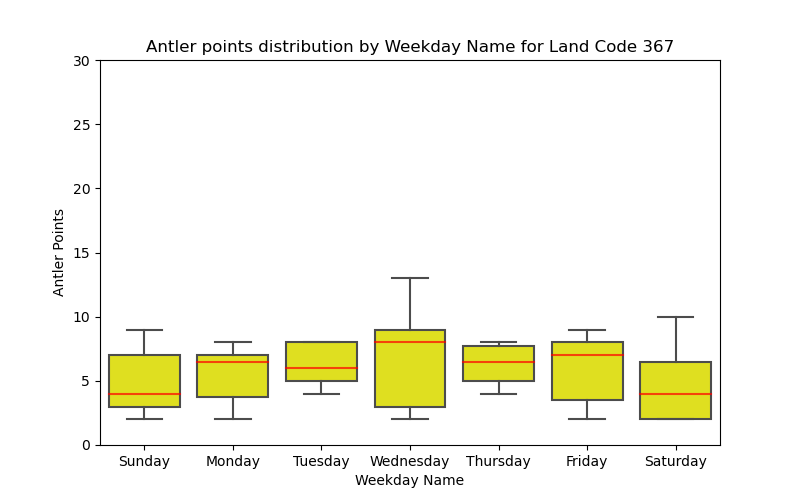 Antler points distribution by Weekday Name for Land Code 367
30
25
20
15
10
5
0
Antler Points
Sunday Monday Tuesday Wednesday Thursday Friday Saturday
Weekday Name